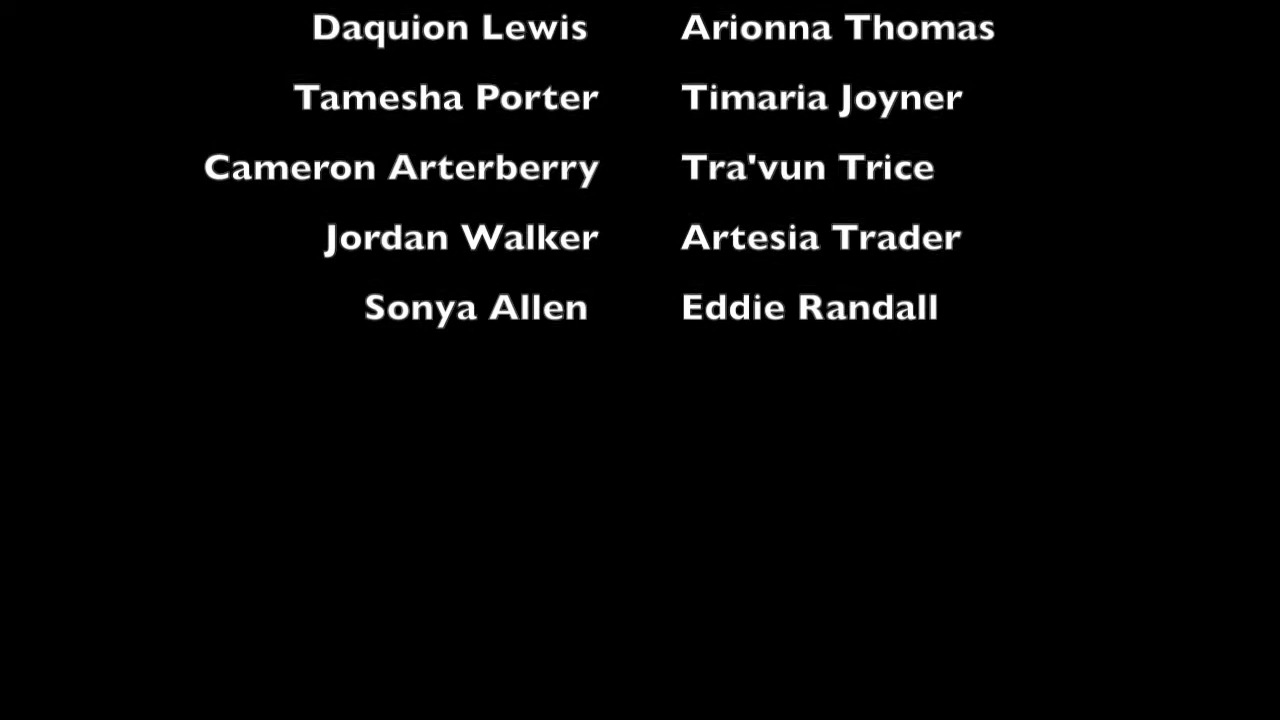 Daquion Lewis Arionna Thomas
Tamesha Porter Timaria Joyner
Cameron Arterberry Tra'vun Trice
Jordan Walker Artesia Trader
Sonya Allen Eddie Randall